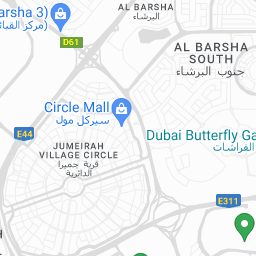 AL BARSHA
البرشاء
arsha 3)
(مركز القبائ
D61
AL BARSHA
SOUTH
جنوب البرشاء
Circle Mall
سيركل مول
E44
JUMEIRAH
VILLAGE CIRCLE
قرية جميرا
الدائرية
Dubai Butterfly Ga
الفراشات
E311